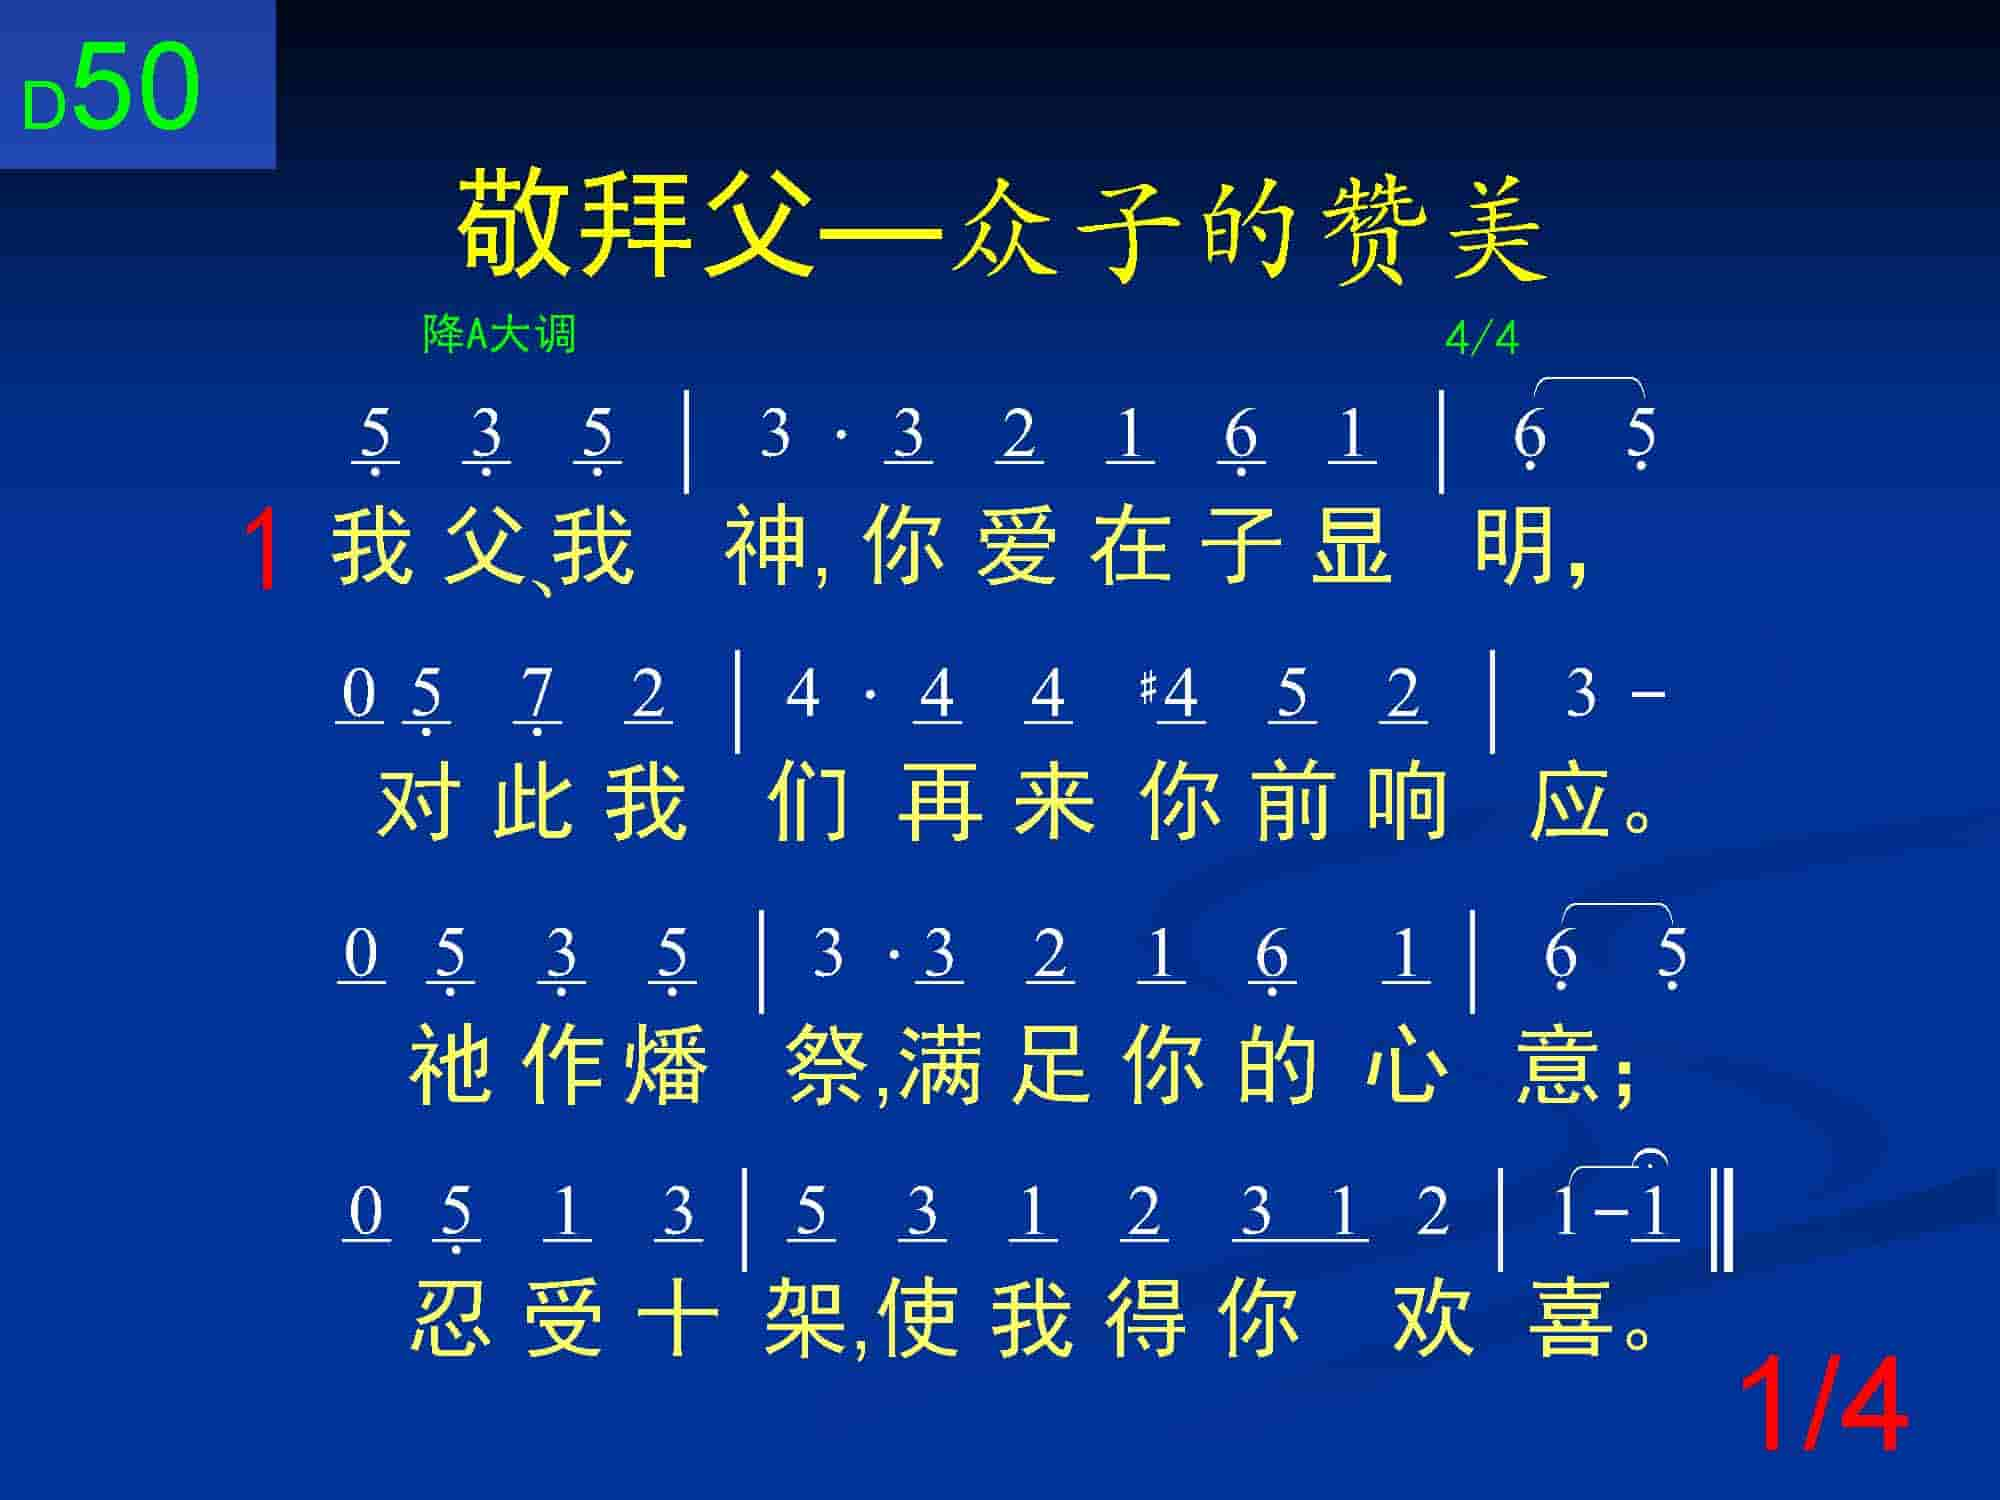 D50
敬拜父—众子的赞美
降A大调 4/4
5̣ 3̣ 5̣ | 3 · 3 2 1 6̣ 1 | 6̣ 5̣
1 我父、我 神, 你爱在子显 明，
0 5̣ 7̣ 2 | 4 · 4 4 #4 5 2 | 3 -
对此我 们再来你前响 应。
0 5̣ 3̣ 5̣ | 3 · 3 2 1 6̣ 1 | 6̣ 5̣
祂作燔 祭,满足你的心 意；
0 5̣ 1 3 | 5 3 1 2 3 1 2 | 1 - 1 ‖
忍受十 架,使我得你 欢 喜。
1/4